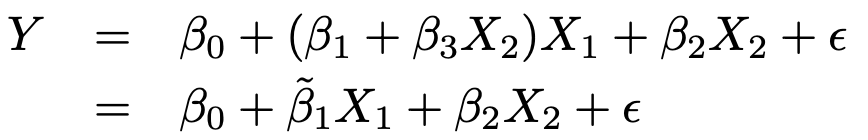 Y = β₀ + (β₁ + β₃X₂)X₁ + β₂X₂ + ϵ
= β₀ + β̃₁X₁ + β₂X₂ + ϵ